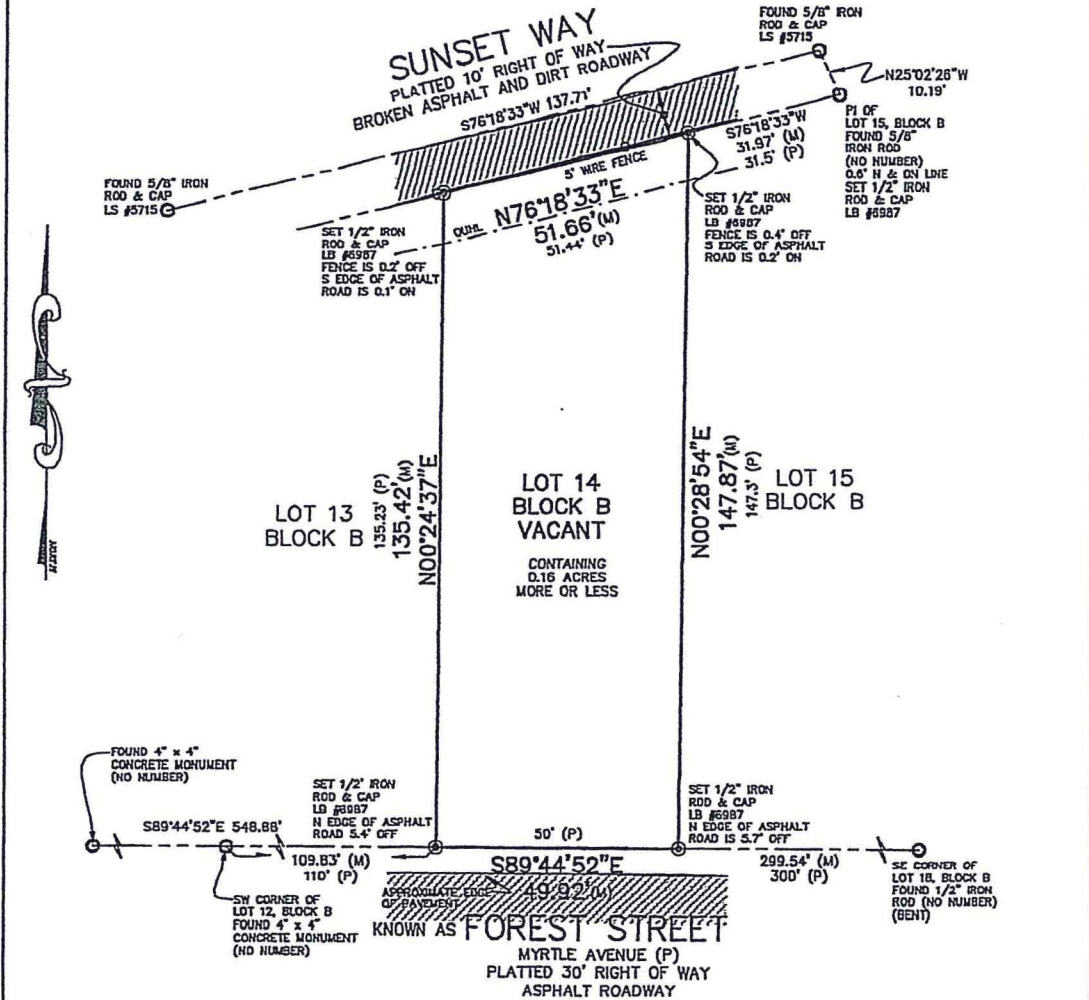 SUNSET WAY
PLATTED 10' RIGHT OF WAY
BROKEN ASPHALT AND DIRT ROADWAY
S76°18'33"W 137.71'
FOUND 5/8" IRON
ROD & CAP
LS #5715
N25°02'26"W
10.19'
PI OF
LOT 15, BLOCK B
FOUND 5/8"
IRON ROD
(NO NUMBER)
0.6' N & ON LINE
SET 1/2" IRON
ROD & CAP
LB #6987
S76°18'33"W
31.97' (M)
31.5' (P)
5' WIRE FENCE
FOUND 5/8" IRON
ROD & CAP
LS #5715
SET 1/2" IRON
ROD & CAP
LB #6987
FENCE IS 0.2' OFF
S EDGE OF ASPHALT
ROAD IS 0.1' ON
OUHL
N76°18'33"E
51.66'(M)
51.44' (P)
SET 1/2" IRON
ROD & CAP
LB #6987
FENCE IS 0.4' OFF
S EDGE OF ASPHALT
ROAD IS 0.2' ON
LOT 13
BLOCK B
135.23' (P)
135.42'(M)
N00°24'37"E
LOT 14
BLOCK B
VACANT
CONTAINING
0.16 ACRES
MORE OR LESS
N00°28'54"E
147.87'(M)
147.3' (P)
LOT 15
BLOCK B
FOUND 4" x 4"
CONCRETE MONUMENT
(NO NUMBER)
S89°44'52"E 548.88'
SW CORNER OF
LOT 12, BLOCK B
FOUND 4" x 4"
CONCRETE MONUMENT
(NO NUMBER)
SET 1/2" IRON
ROD & CAP
LB #6987
N EDGE OF ASPHALT
ROAD 5.4' OFF
109.83' (M)
110' (P)
50' (P)
S89°44'52"E
49.92'(M)
SET 1/2" IRON
ROD & CAP
LB #6987
N EDGE OF ASPHALT
ROAD IS 5.7' OFF
299.54' (M)
300' (P)
SE CORNER OF
LOT 18, BLOCK B
FOUND 1/2" IRON
ROD (NO NUMBER)
(BENT)
APPROXIMATE EDGE
OF PAVEMENT
KNOWN AS FOREST STREET
MYRTLE AVENUE (P)
PLATTED 30' RIGHT OF WAY
ASPHALT ROADWAY